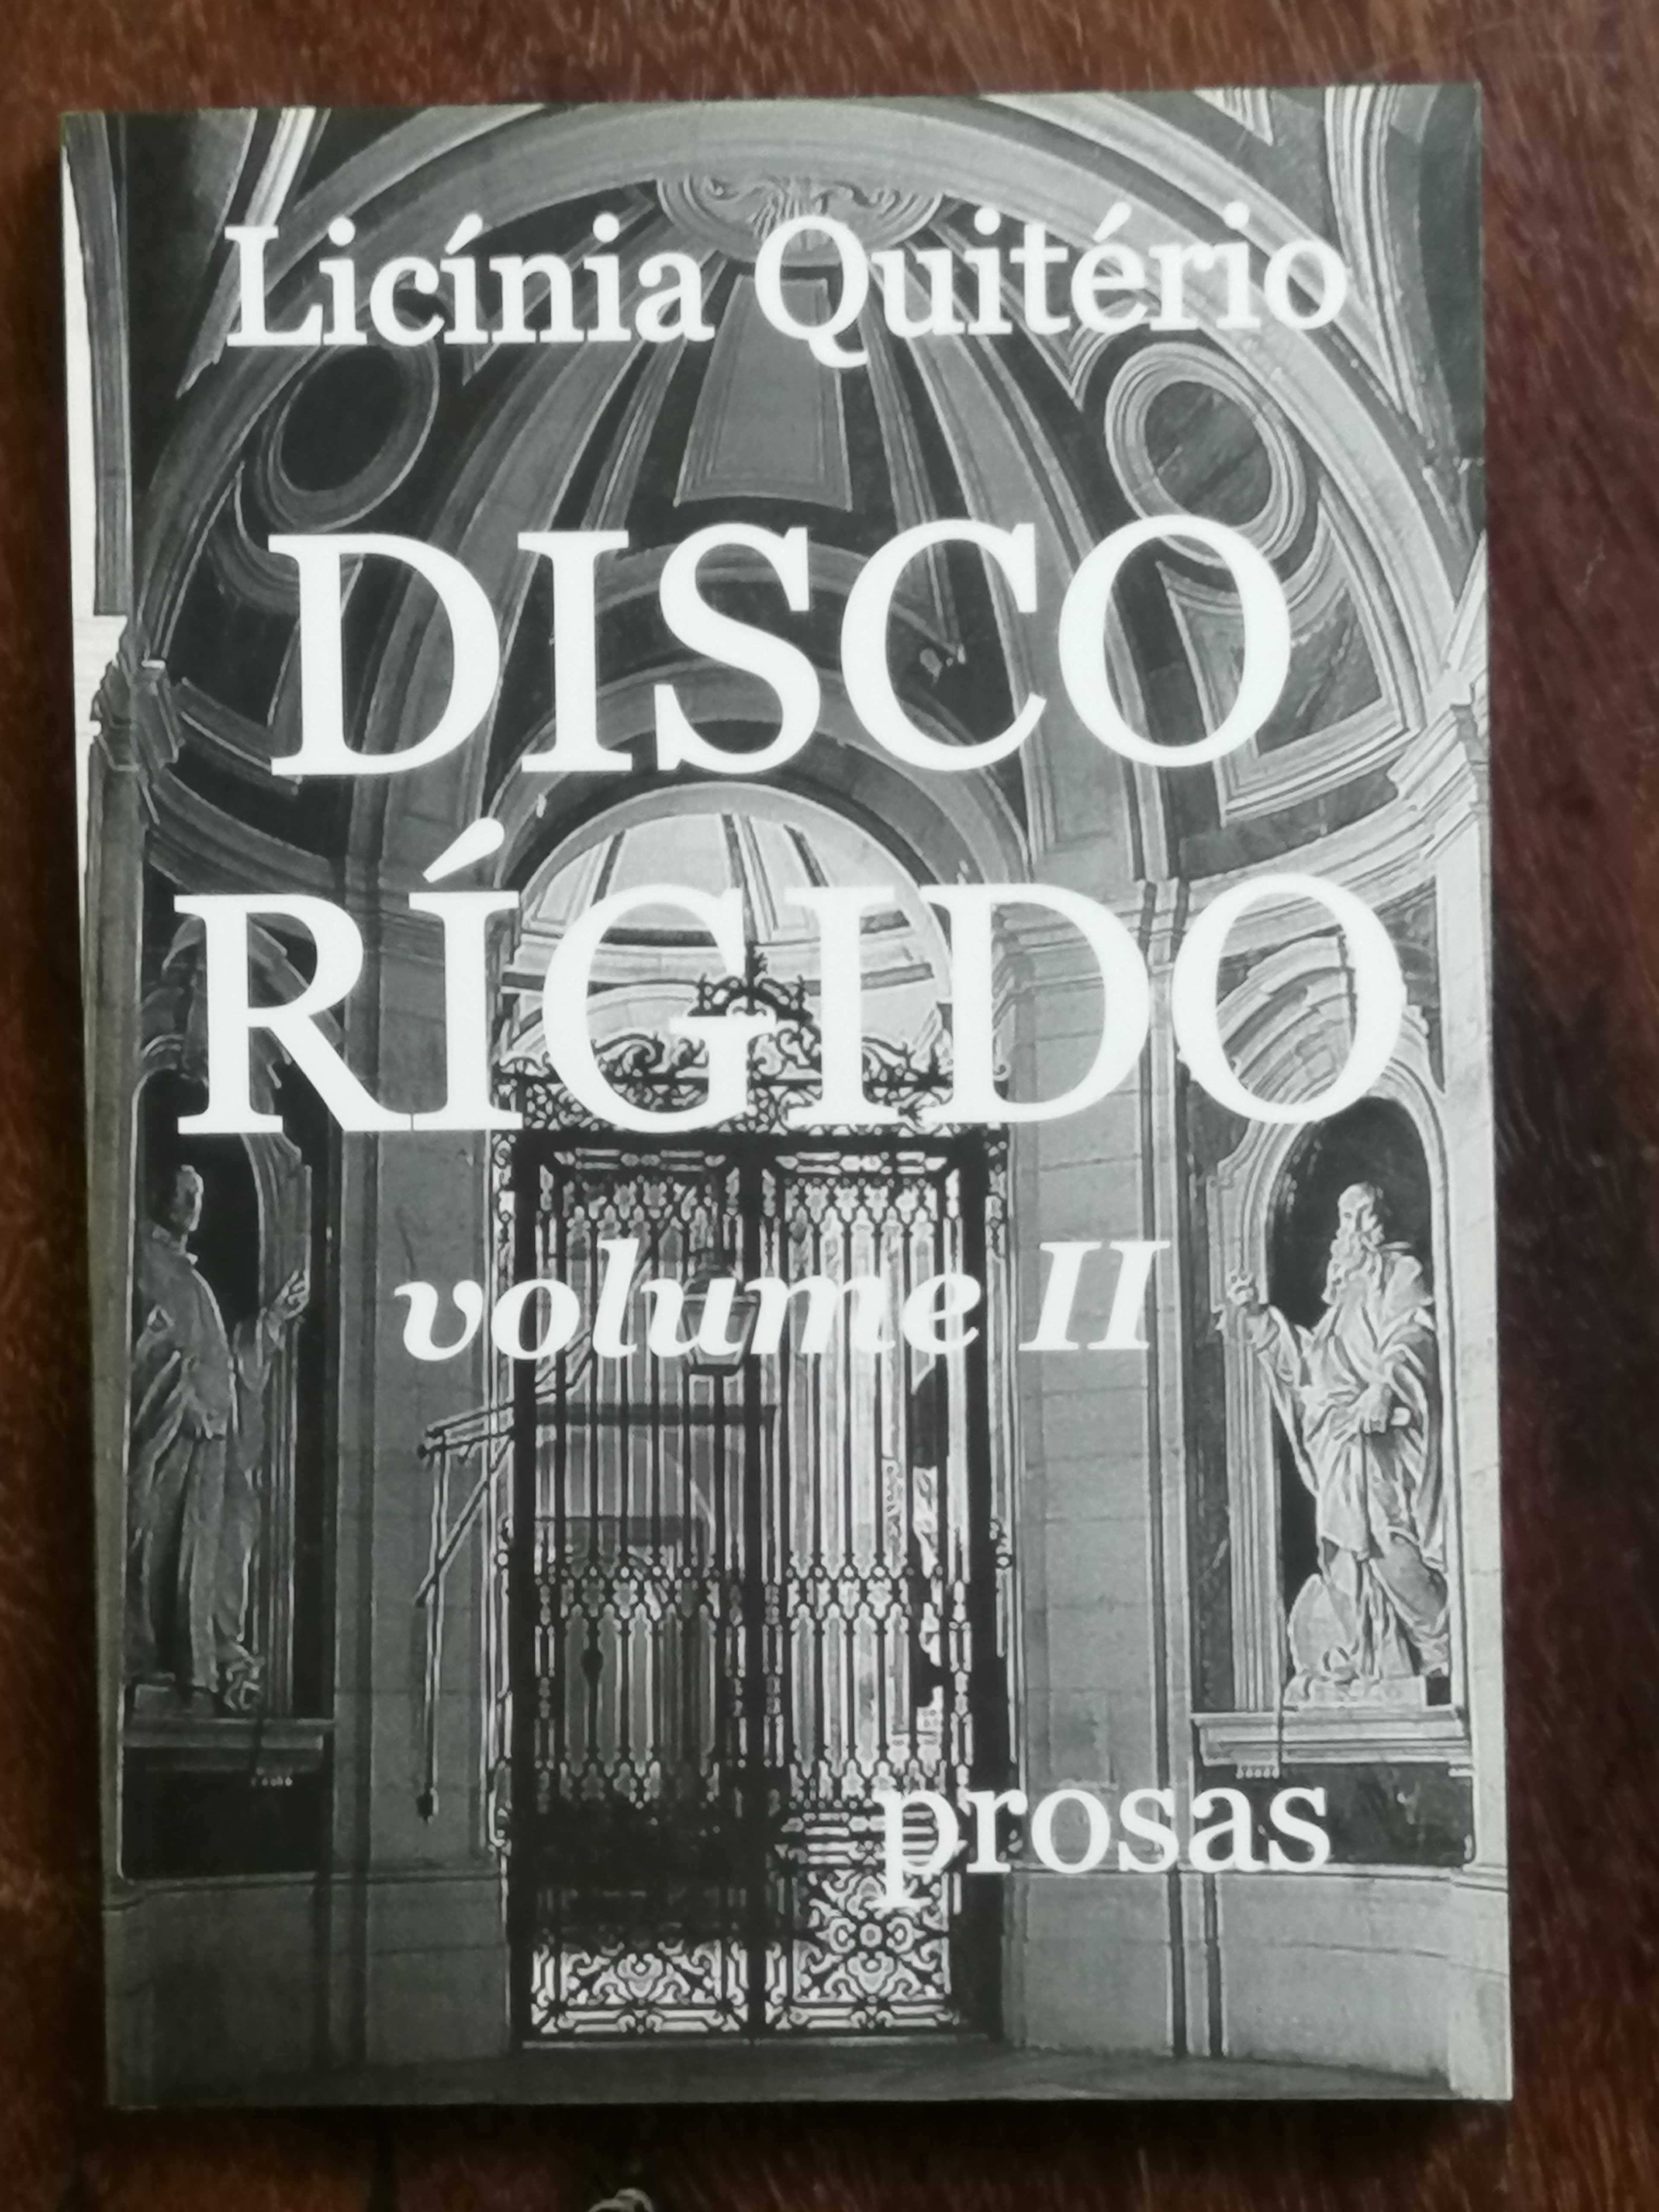 Licínia Quitério
DISCO
RÍGIDO
volume II
prosas